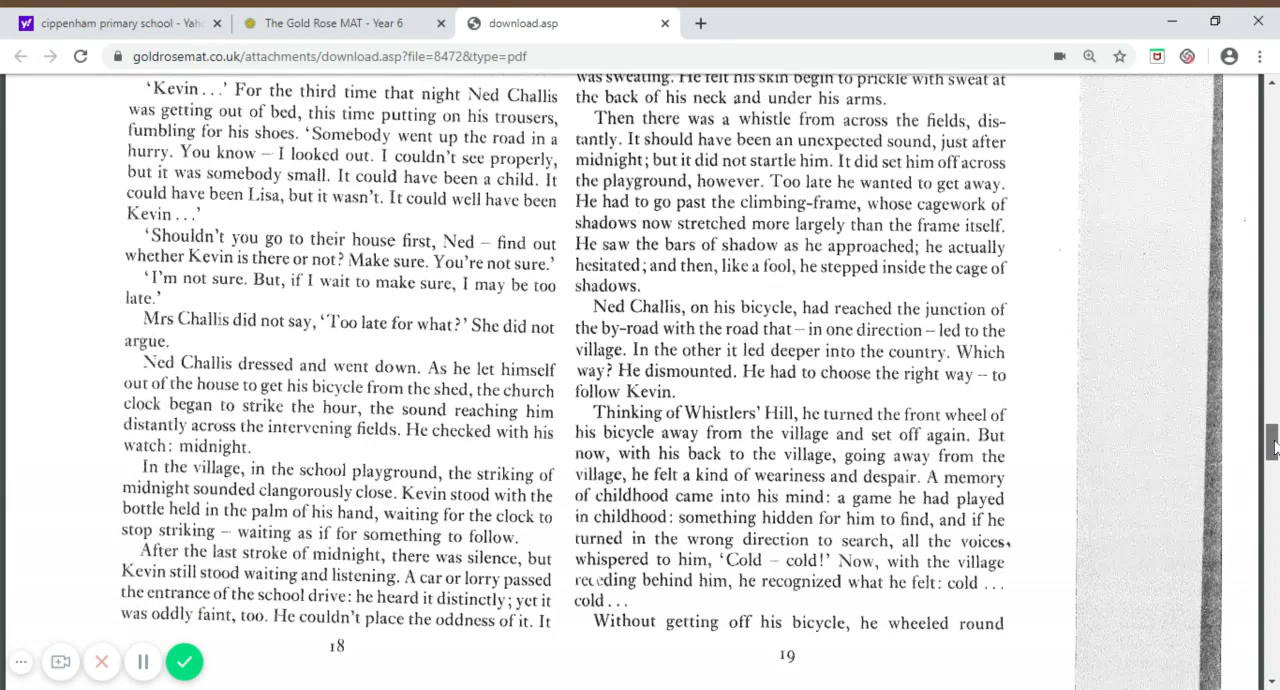 cippenham primary school - Yah
The Gold Rose MAT - Year 6
download.asp
goldrosemat.co.uk/attachments/download.asp?file=8472&type=pdf
'Kevin...' For the third time that night Ned Challis
was getting out of bed, this time putting on his trousers,
fumbling for his shoes. 'Somebody went up the road in a
hurry. You know – I looked out. I couldn't see properly,
but it was somebody small. It could have been a child. It
could have been Lisa, but it wasn't. It could well have been
Kevin...'
'Shouldn't you go to their house first, Ned – find out
whether Kevin is there or not? Make sure. You're not sure.'
'I'm not sure. But, if I wait to make sure, I may be too
late.'
Mrs Challis did not say, 'Too late for what?' She did not
argue.
Ned Challis dressed and went down. As he let himself
out of the house to get his bicycle from the shed, the church
clock began to strike the hour, the sound reaching him
distantly across the intervening fields. He checked with his
watch: midnight.
In the village, in the school playground, the striking of
midnight sounded clangorously close. Kevin stood with the
bottle held in the palm of his hand, waiting for the clock to
stop striking – waiting as if for something to follow.
After the last stroke of midnight, there was silence, but
Kevin still stood waiting and listening. A car or lorry passed
the entrance of the school drive: he heard it distinctly; yet it
was oddly faint, too. He couldn't place the oddness of it. It
18
was sweating. He felt his skin begin to prickle with sweat at
the back of his neck and under his arms.
Then there was a whistle from across the fields, dis-
tantly. It should have been an unexpected sound, just after
midnight; but it did not startle him. It did set him off across
the playground, however. Too late he wanted to get away.
He had to go past the climbing-frame, whose cagework of
shadows now stretched more largely than the frame itself.
He saw the bars of shadow as he approached; he actually
hesitated; and then, like a fool, he stepped inside the cage of
shadows.
Ned Challis, on his bicycle, had reached the junction of
the by-road with the road that – in one direction – led to the
village. In the other it led deeper into the country. Which
way? He dismounted. He had to choose the right way – to
follow Kevin.
Thinking of Whistlers' Hill, he turned the front wheel of
his bicycle away from the village and set off again. But
now, with his back to the village, going away from the
village, he felt a kind of weariness and despair. A memory
of childhood came into his mind: a game he had played
in childhood: something hidden for him to find, and if he
turned in the wrong direction to search, all the voices
whispered to him, 'Cold – cold!' Now, with the village
receding behind him, he recognized what he felt: cold ...
cold ...
Without getting off his bicycle, he wheeled round
19